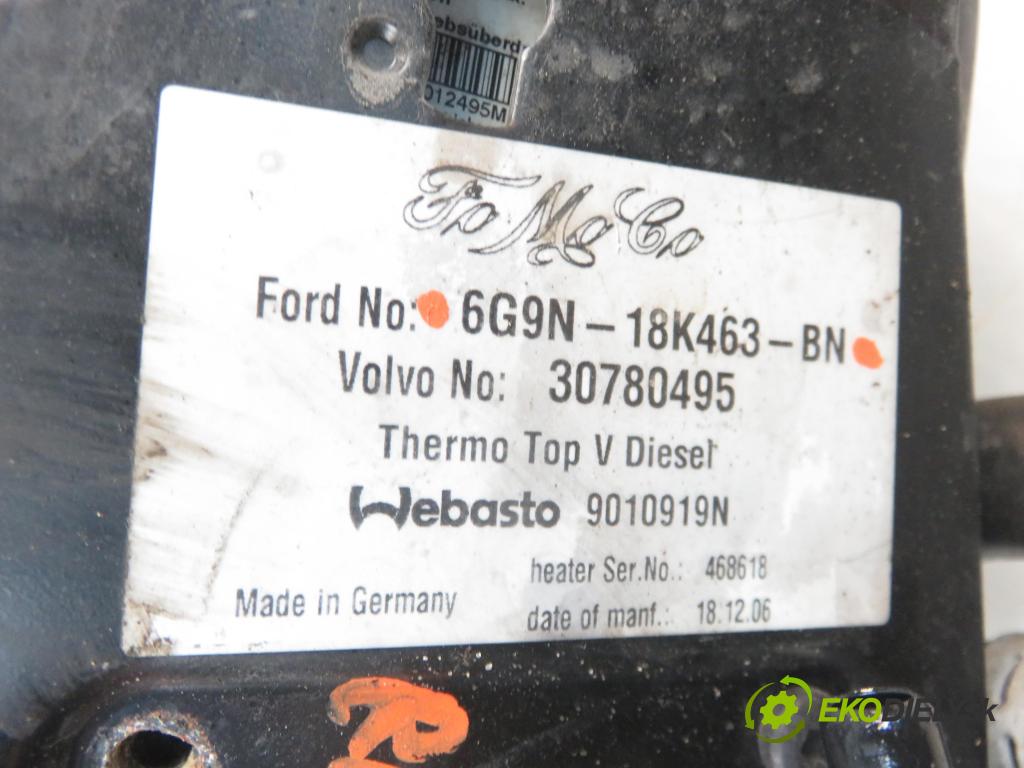 012495M
FoMoCo
Ford No: 6G9N-18K463-BN
Volvo No: 30780495
Thermo Top V Diesel
Webasto 9010919N
heater Ser.No.: 468618
Made in Germany
date of manf.: 18.12.06
R
EKODIELY.sk